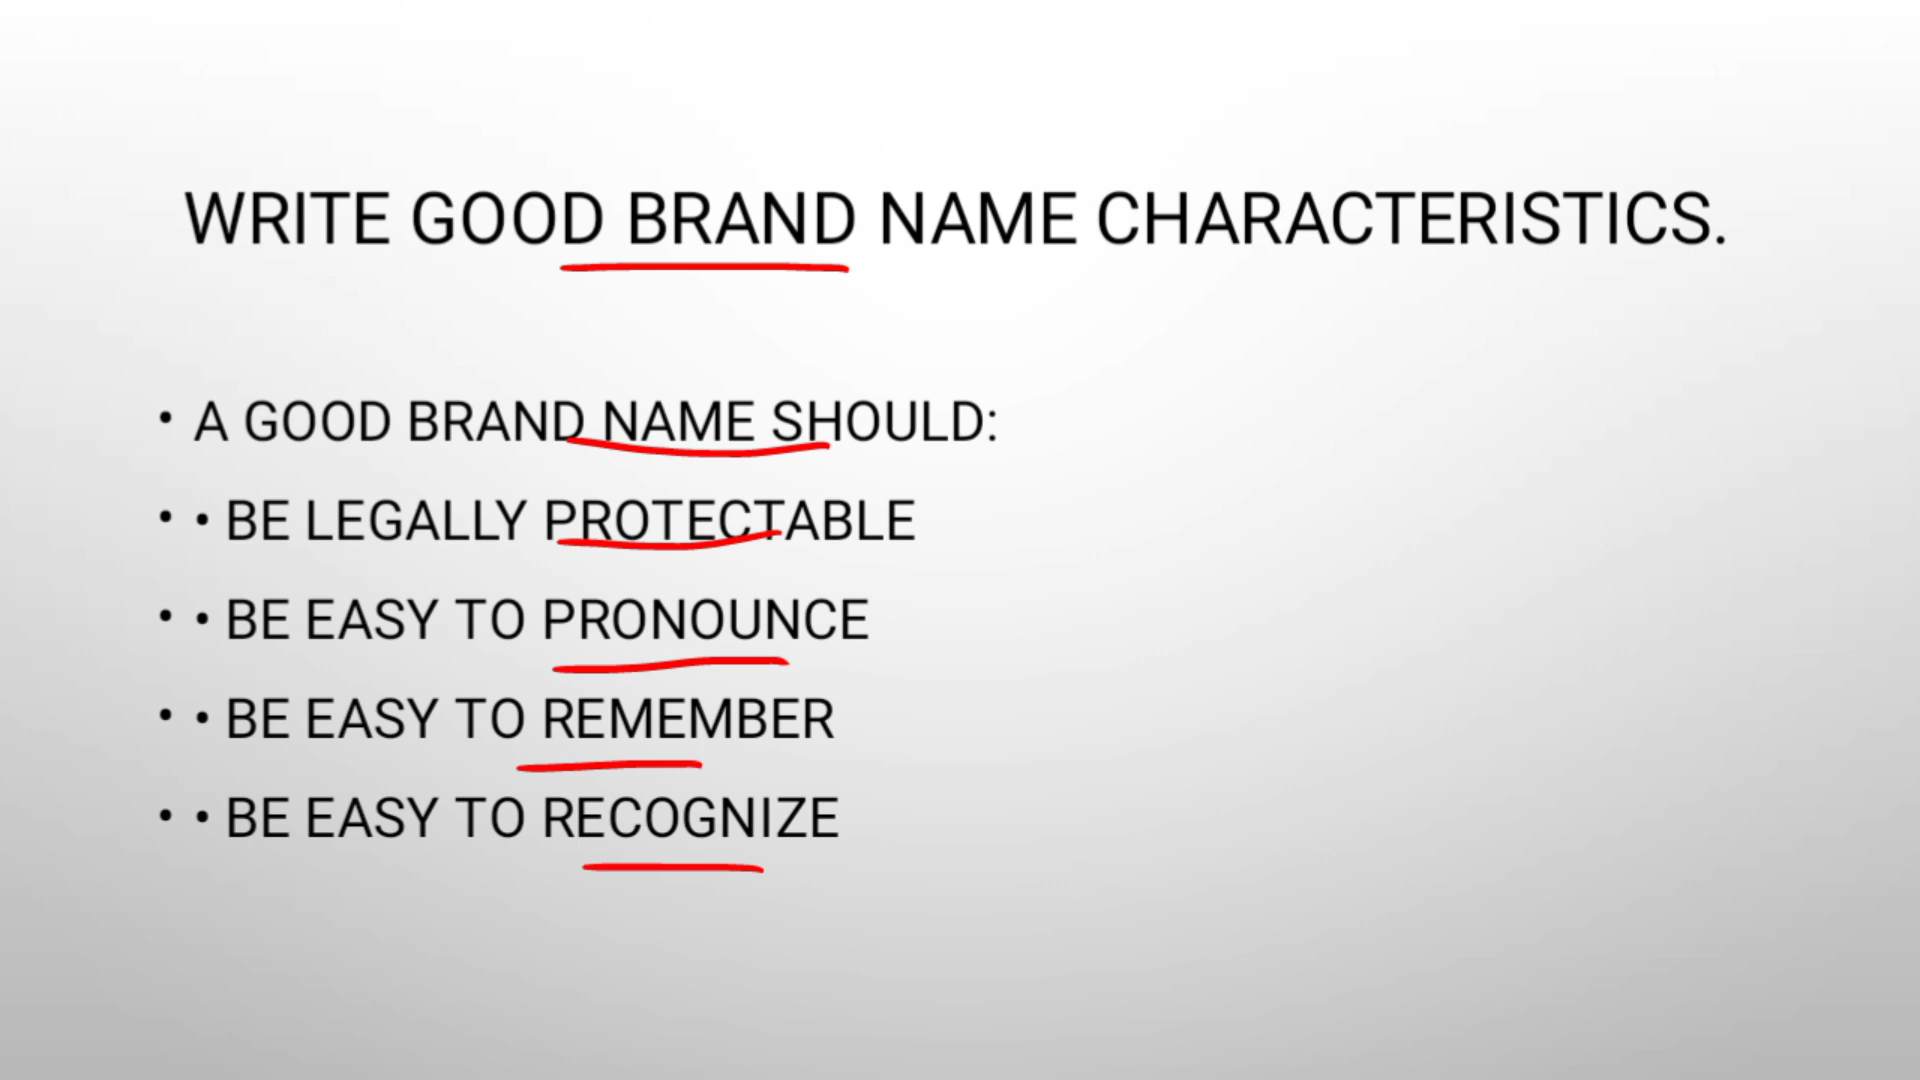 WRITE GOOD BRAND NAME CHARACTERISTICS.
• A GOOD BRAND NAME SHOULD:
• • BE LEGALLY PROTECTABLE
• • BE EASY TO PRONOUNCE
• • BE EASY TO REMEMBER
• • BE EASY TO RECOGNIZE